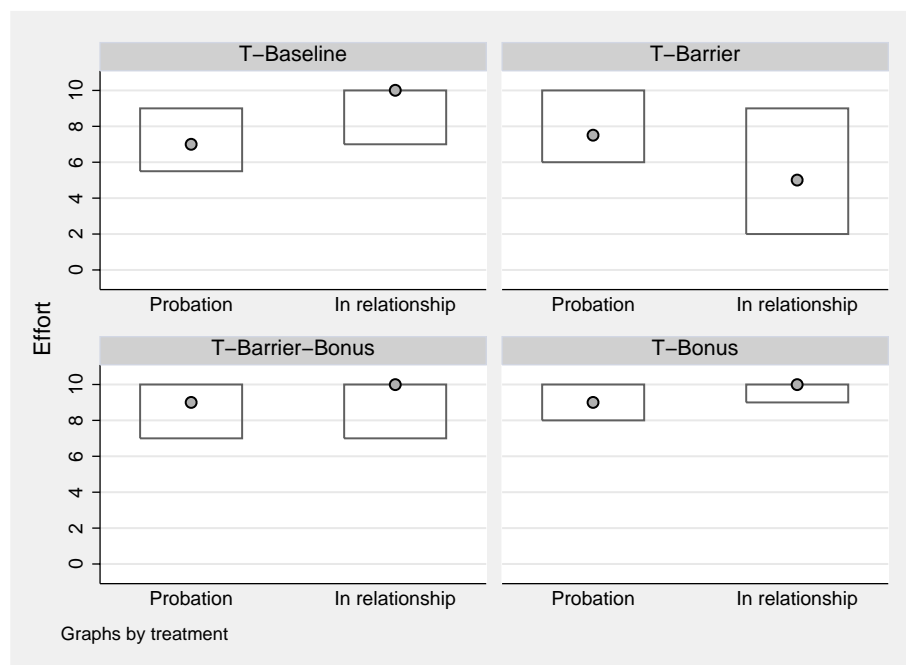 T−Baseline
T−Barrier
10
8
6
4
2
0
Probation
In relationship
Probation
In relationship
Effort
T−Barrier−Bonus
T−Bonus
10
8
6
4
2
0
Probation
In relationship
Probation
In relationship
Graphs by treatment